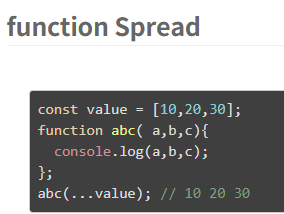 function Spread
const value = [10,20,30];
function abc( a,b,c){
  console.log(a,b,c);
};
abc(...value); // 10 20 30